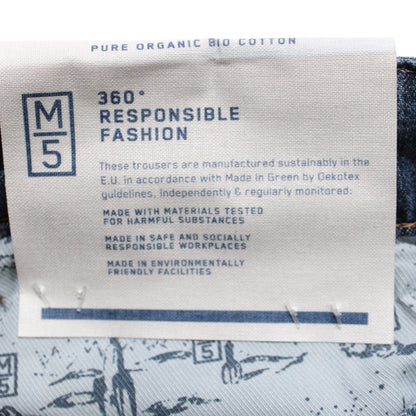 PURE ORGANIC BIO COTTON
M
5
360°
RESPONSIBLE
FASHION
These trousers are manufactured sustainably in the
E.U. in accordance with Made in Green by Oekotex
guidelines, independently & regularly monitored:
MADE WITH MATERIALS TESTED
FOR HARMFUL SUBSTANCES
MADE IN SAFE AND SOCIALLY
RESPONSIBLE WORKPLACES
MADE IN ENVIRONMENTALLY
FRIENDLY FACILITIES
M
5